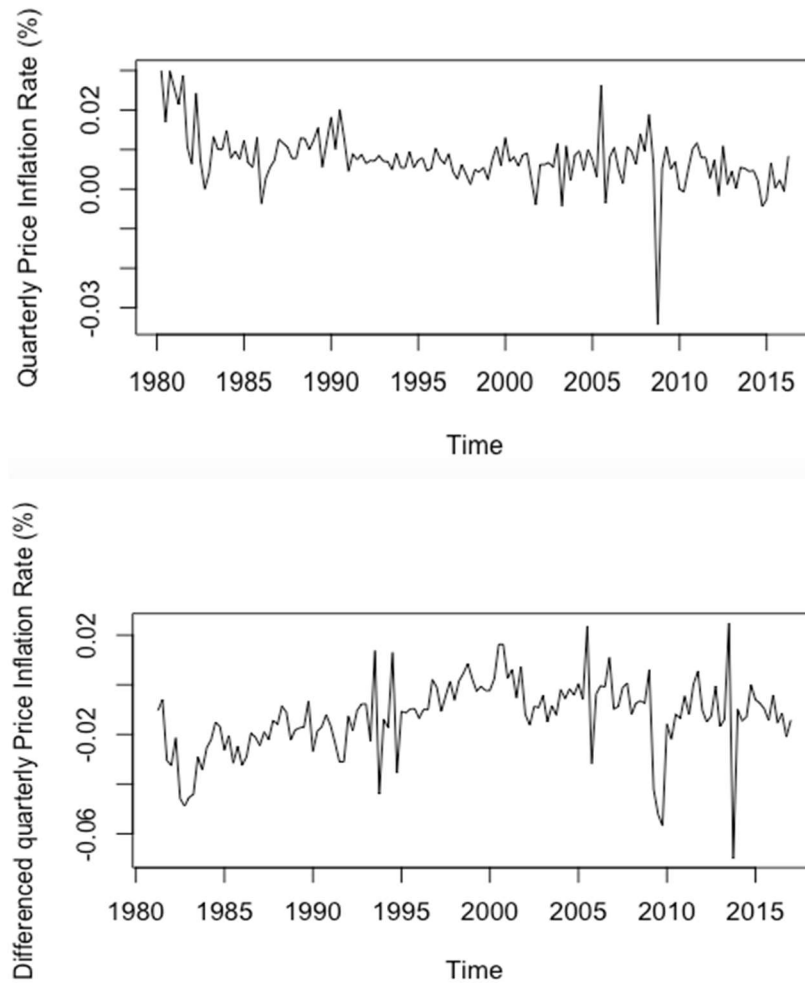 Quarterly Price Inflation Rate (%)
0.02
0.00
-0.03
1980 1985 1990 1995 2000 2005 2010 2015
Time
Differenced quarterly Price Inflation Rate (%)
0.02
-0.02
-0.06
1980 1985 1990 1995 2000 2005 2010 2015
Time